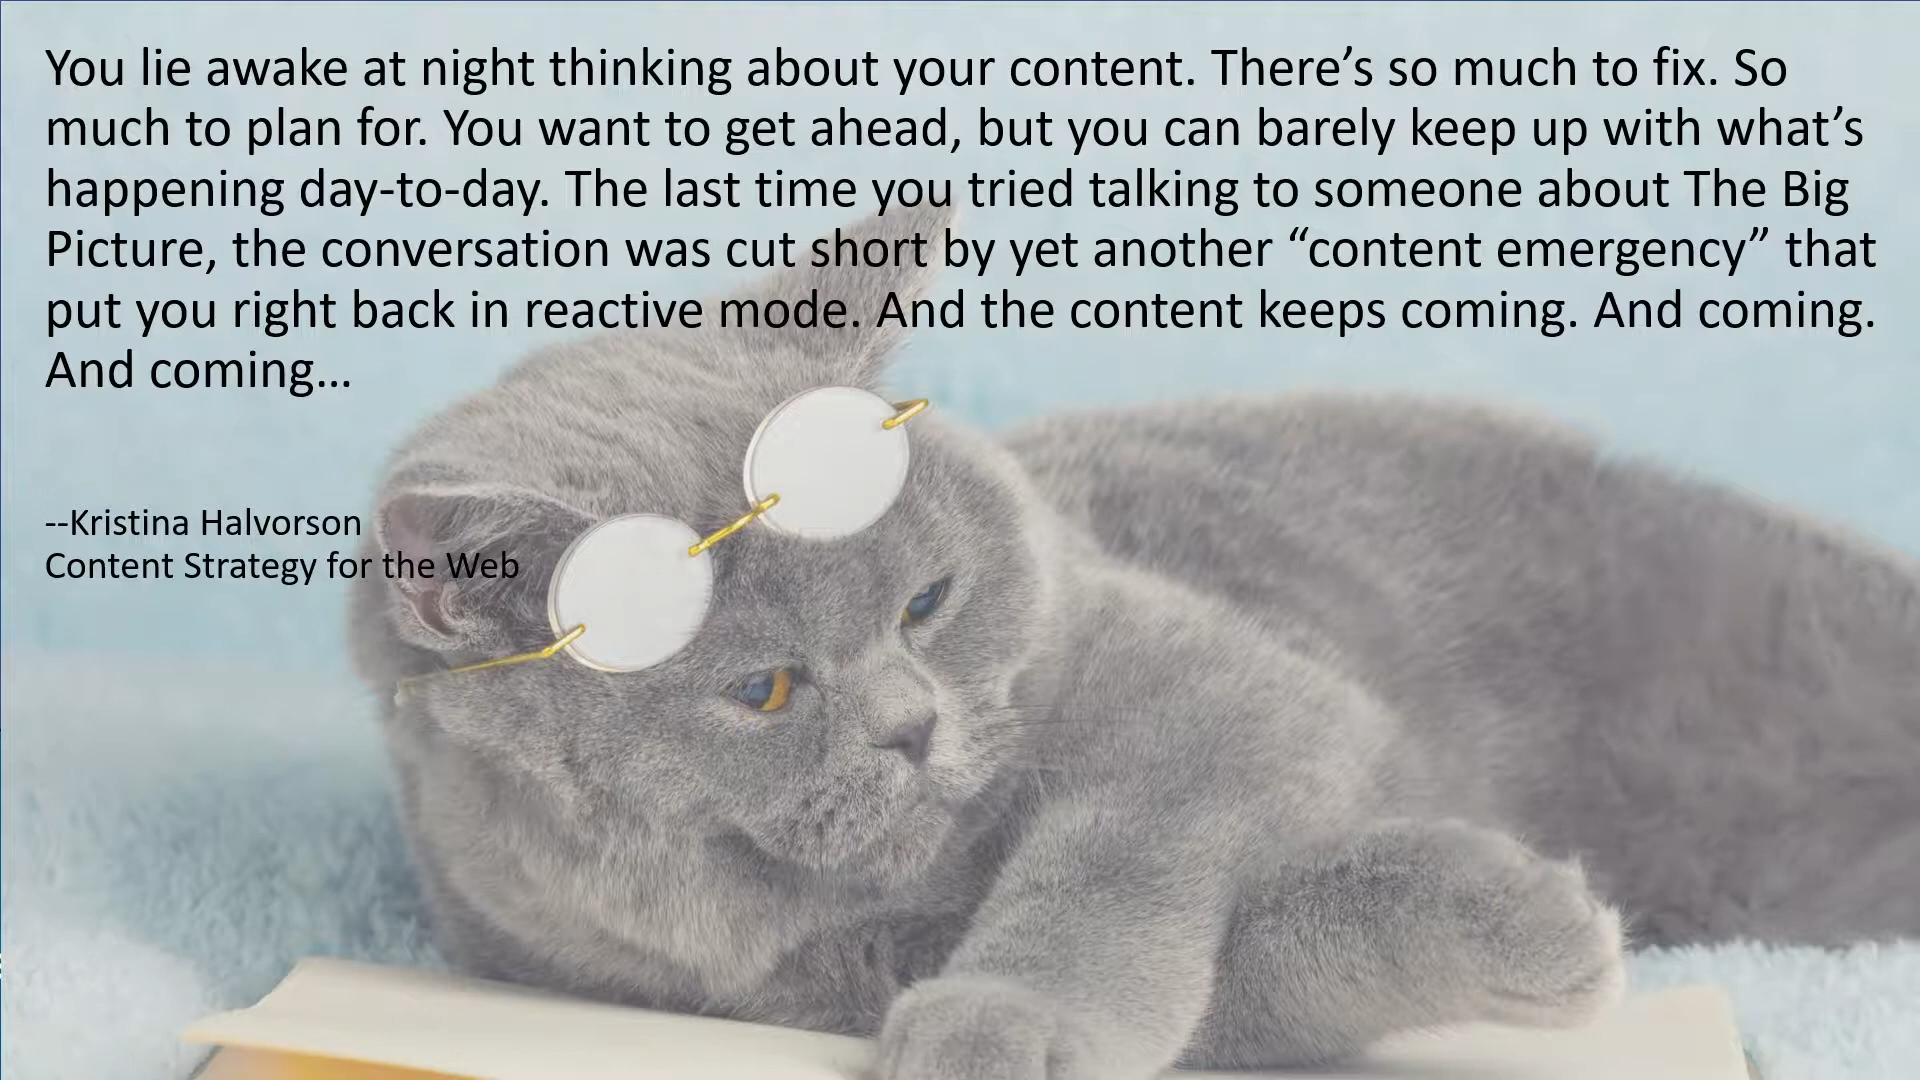 You lie awake at night thinking about your content. There’s so much to fix. So
much to plan for. You want to get ahead, but you can barely keep up with what’s
happening day-to-day. The last time you tried talking to someone about The Big
Picture, the conversation was cut short by yet another “content emergency” that
put you right back in reactive mode. And the content keeps coming. And coming.
And coming…
--Kristina Halvorson
Content Strategy for the Web